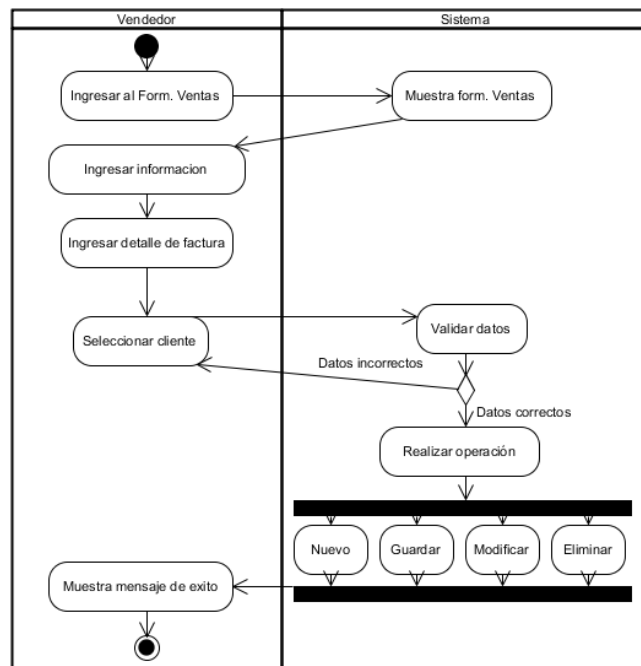 Vendedor
Sistema
Ingresar al Form. Ventas
Muestra form. Ventas
Ingresar informacion
Ingresar detalle de factura
Seleccionar cliente
Validar datos
Datos incorrectos
Datos correctos
Realizar operación
Nuevo
Guardar
Modificar
Eliminar
Muestra mensaje de exito